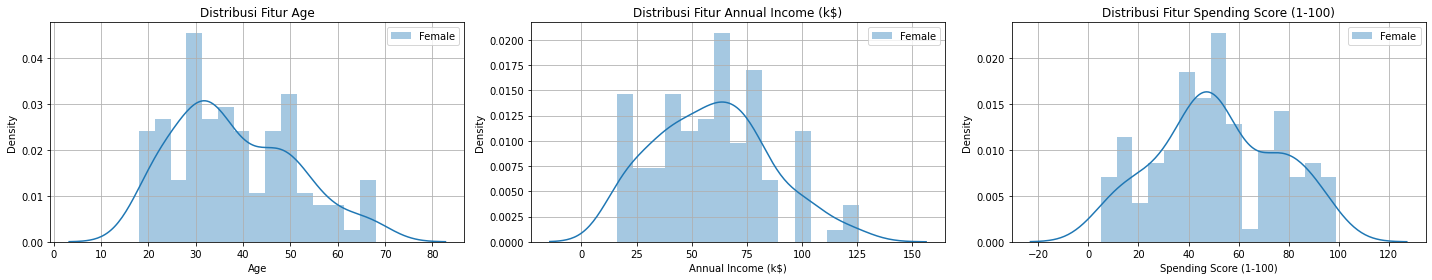 Distribusi Fitur Age
Female
Density
0.04
0.03
0.02
0.01
0.00
0 10 20 30 40 50 60 70 80
Age
Distribusi Fitur Annual Income (k$)
Female
Density
0.0200
0.0175
0.0150
0.0125
0.0100
0.0075
0.0050
0.0025
0.0000
0 25 50 75 100 125 150
Annual Income (k$)
Distribusi Fitur Spending Score (1-100)
Female
Density
0.020
0.015
0.010
0.005
0.000
−20 0 20 40 60 80 100 120
Spending Score (1-100)